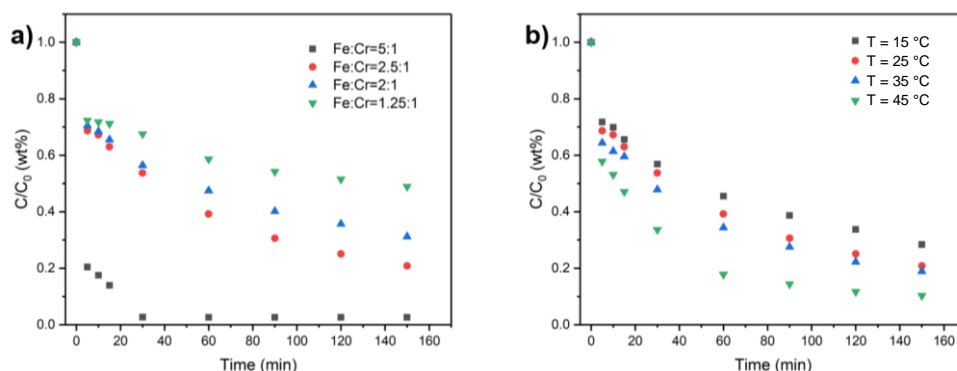 a)
Fe:Cr=5:1
Fe:Cr=2.5:1
Fe:Cr=2:1
Fe:Cr=1.25:1
C/C₀ (wt%)
1.0
0.8
0.6
0.4
0.2
0.0
0 20 40 60 80 100 120 140 160
Time (min)
b)
T = 15 °C
T = 25 °C
T = 35 °C
T = 45 °C
C/C₀ (wt%)
1.0
0.8
0.6
0.4
0.2
0.0
0 20 40 60 80 100 120 140 160
Time (min)